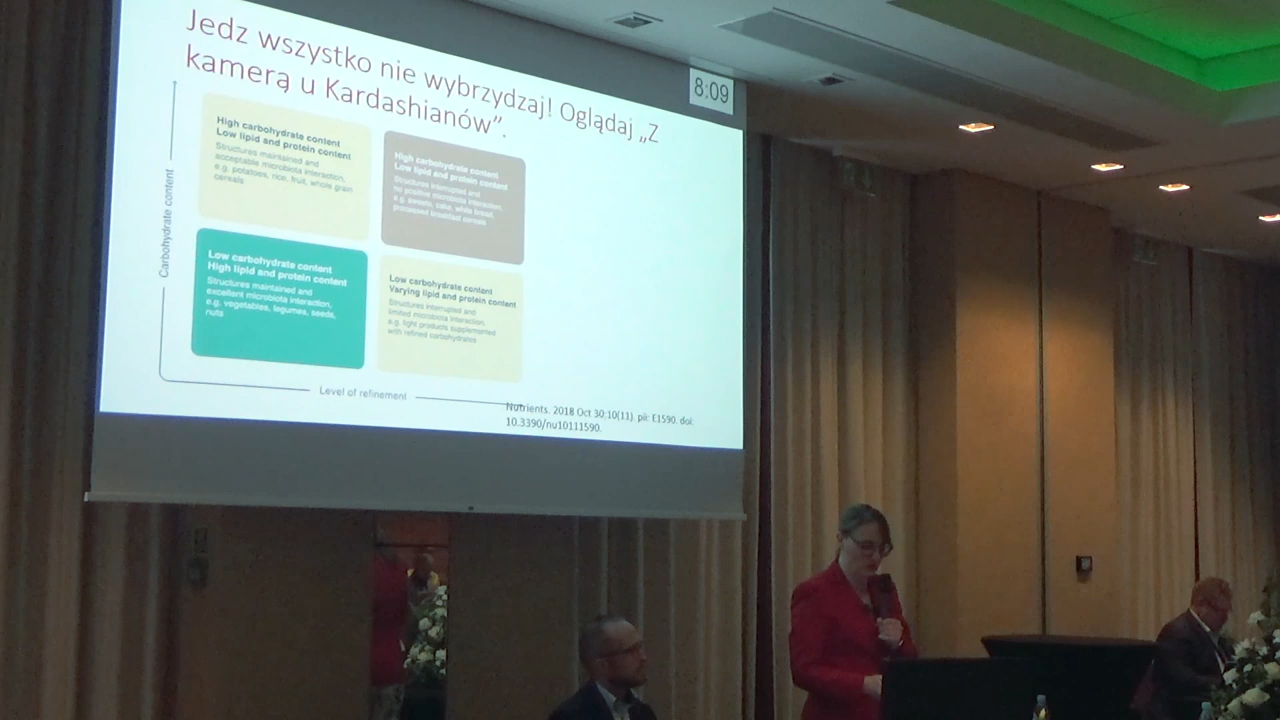 Jedz wszystko nie wybrzydzaj! Oglądaj „Z
kamerą u Kardashianów”.
8:09
Carbohydrate content
High carbohydrate content
Low lipid and protein content
Structures maintained and
acceptable microbiota interaction,
e.g. potatoes, rice, fruit, whole grain
cereals
High carbohydrate content
Low lipid and protein content
Structures interrupted and
no positive microbiota interaction,
e.g. sweets, cake, white bread,
processed breakfast cereals
Low carbohydrate content
High lipid and protein content
Structures maintained and
excellent microbiota interaction,
e.g. vegetables, legumes, seeds,
nuts
Low carbohydrate content
Varying lipid and protein content
Structures interrupted and
limited microbiota interaction,
e.g. light products supplemented
with refined carbohydrates
Level of refinement
Nutrients. 2018 Oct 30;10(11). pii: E1590. doi:
10.3390/nu10111590.